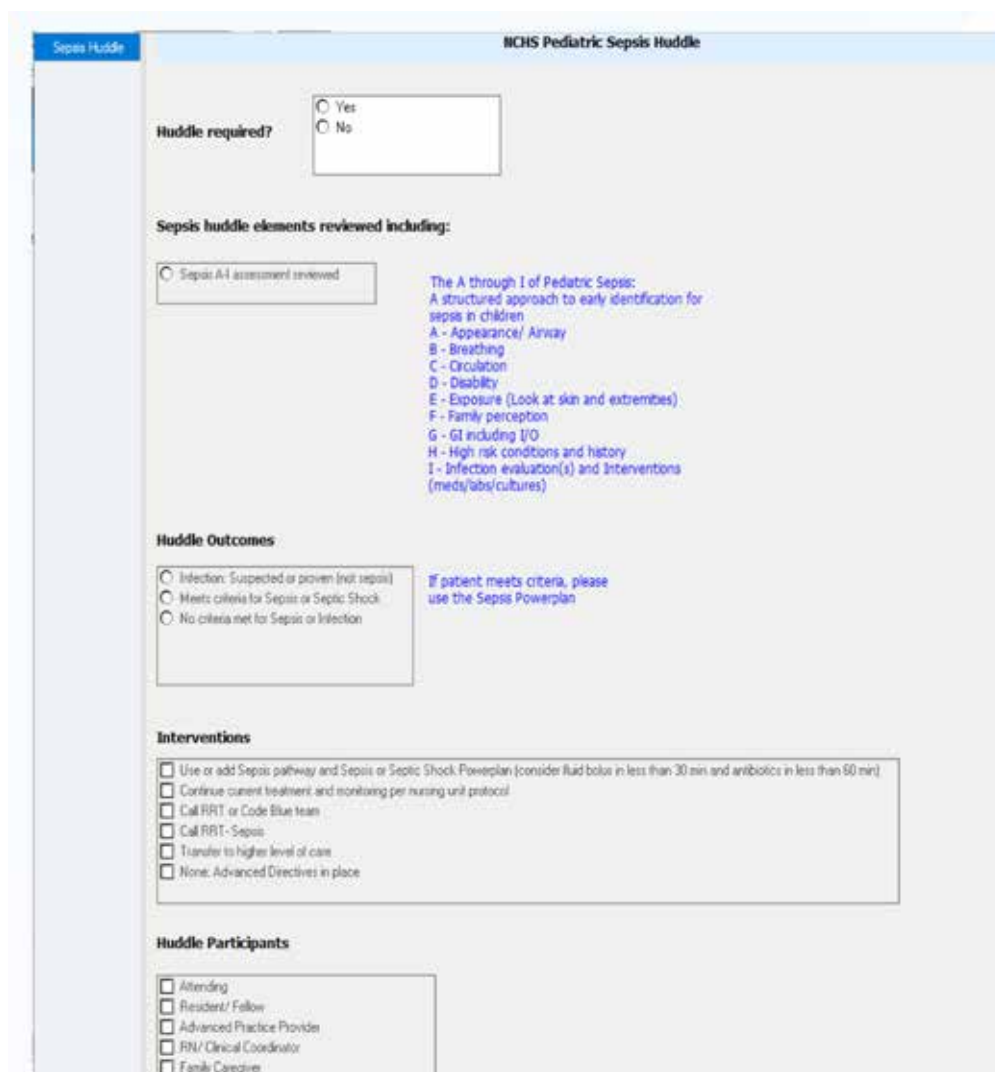 Sepsis Huddle
NCHS Pediatric Sepsis Huddle
Huddle required?
Yes
No
Sepsis huddle elements reviewed including:
Sepsis A-I assessment reviewed
The A through I of Pediatric Sepsis:
A structured approach to early identification for
sepsis in children
A - Appearance/ Airway
B - Breathing
C - Circulation
D - Disability
E - Exposure (Look at skin and extremities)
F - Family perception
G - GI including I/O
H - High risk conditions and history
I - Infection evaluation(s) and Interventions
(meds/labs/cultures)
Huddle Outcomes
Infection: Suspected or proven (not sepsis)
Meets criteria for Sepsis or Septic Shock
No criteria met for Sepsis or Infection
If patient meets criteria, please
use the Sepsis Powerplan
Interventions
Use or add Sepsis pathway and Sepsis or Septic Shock Powerplan (consider fluid bolus in less than 30 min and antibiotics in less than 60 min)
Continue current treatment and monitoring per nursing unit protocol
Call RRT or Code Blue team
Call RRT- Sepsis
Transfer to higher level of care
None: Advanced Directives in place
Huddle Participants
Attending
Resident/ Fellow
Advanced Practice Provider
RN/ Clinical Coordinator
Family Caregiver